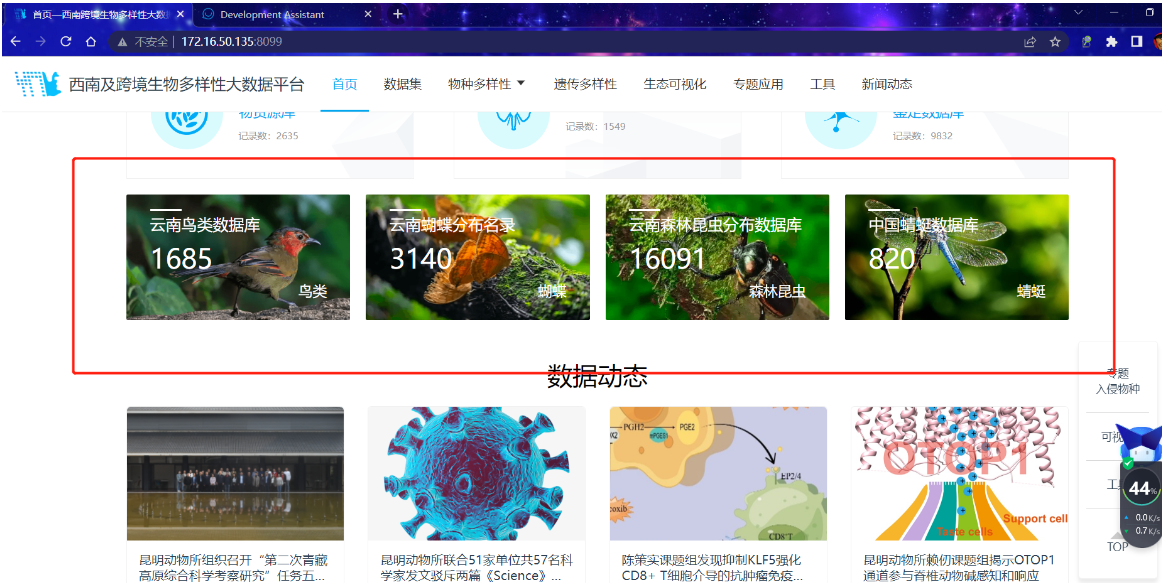 首页—西南跨境生物多样性大数据
Development Assistant
不安全 | 172.16.50.135:8099
西南及跨境生物多样性大数据平台
首页 数据集 物种多样性 遗传多样性 生态可视化 专题应用 工具 新闻动态
物资源库
鉴定数据库
记录数：2635
记录数：1549
记录数：9832
云南鸟类数据库
1685
鸟类
云南蝴蝶分布名录
3140
蝴蝶
云南森林昆虫分布数据库
16091
森林昆虫
中国蜻蜓数据库
820
蜻蜓
数据动态
专题
入侵物种
可视
工
TOP
44%
0.0K/s
0.7K/s
PGH2
mPGES1
PGE2
EP2/4
coxib
CD8+T
OTOP1
Support cell
Taste cells
昆明动物所组织召开“第二次青藏
高原综合科学考察研究”任务五...
昆明动物所联合51家单位共57名科
学家发文驳斥两篇《Science》...
陈策实课题组发现抑制KLF5强化
CD8+ T细胞介导的抗肿瘤免疫...
昆明动物所赖仞课题组揭示OTOP1
通道参与脊椎动物碱感知和响应